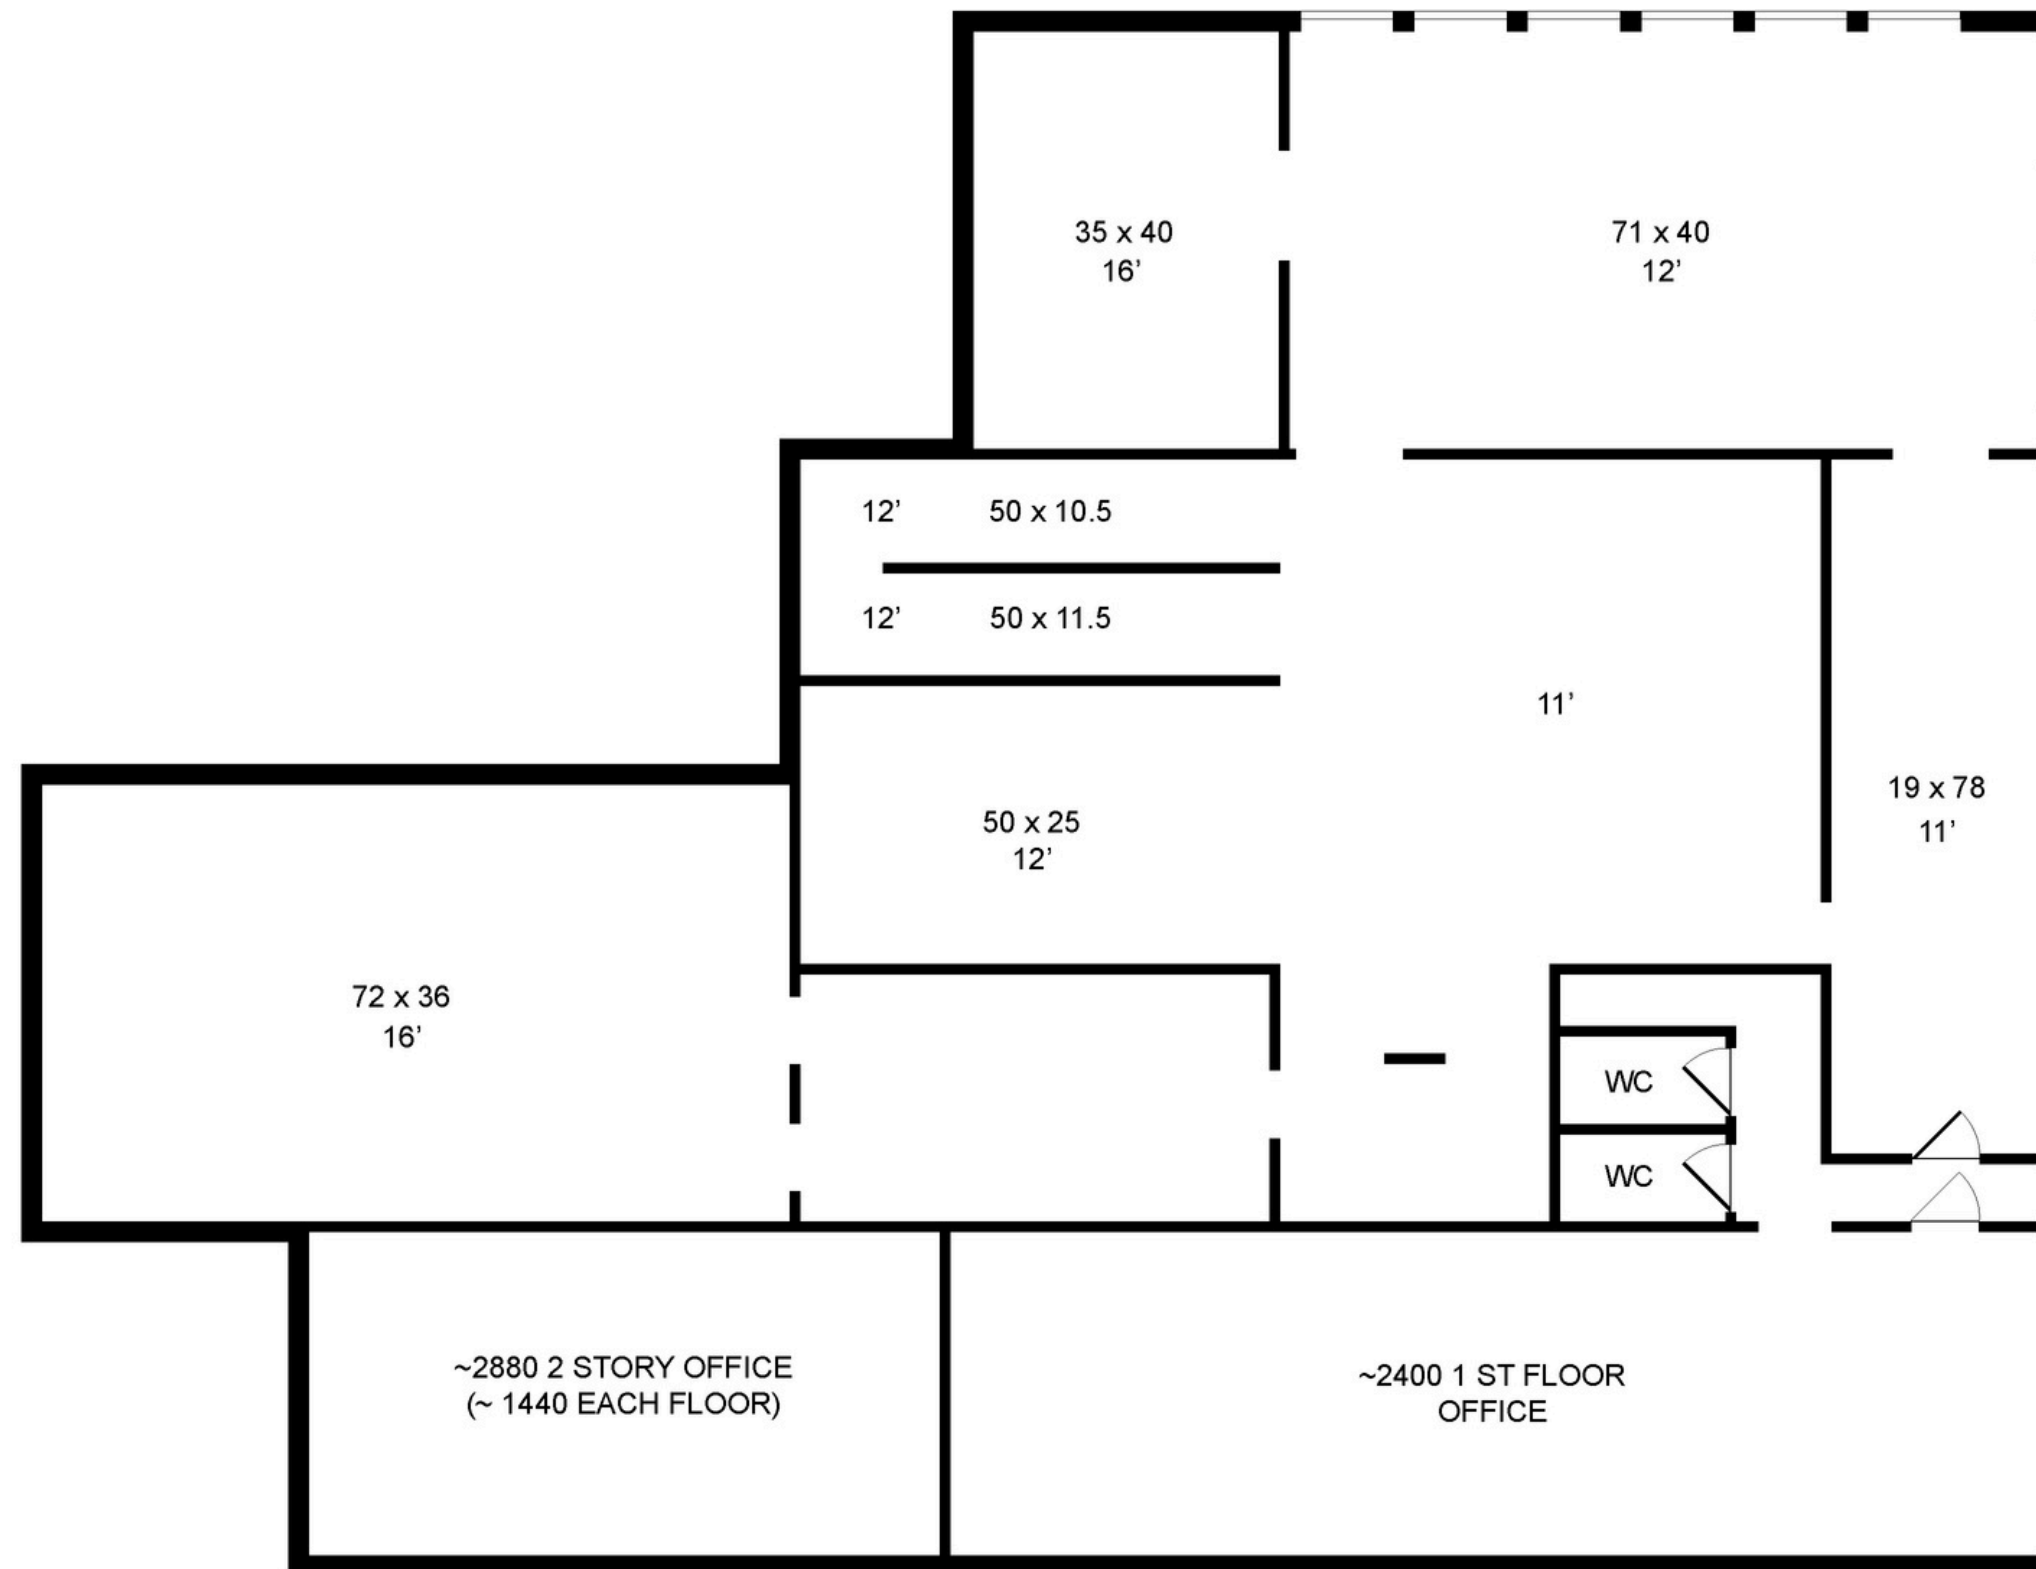 35 x 40
16’
71 x 40
12’
12’ 50 x 10.5
12’ 50 x 11.5
11’
50 x 25
12’
19 x 78
11’
72 x 36
16’
WC
WC
~2880 2 STORY OFFICE
(~ 1440 EACH FLOOR)
~2400 1 ST FLOOR
OFFICE